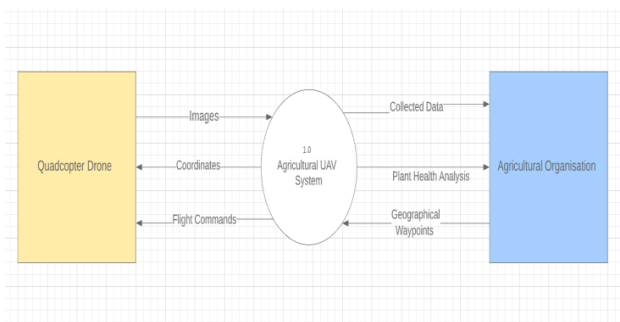 Quadcopter Drone
Images
Coordinates
Flight Commands
1.0
Agricultural UAV
System
Collected Data
Plant Health Analysis
Geographical
Waypoints
Agricultural Organisation